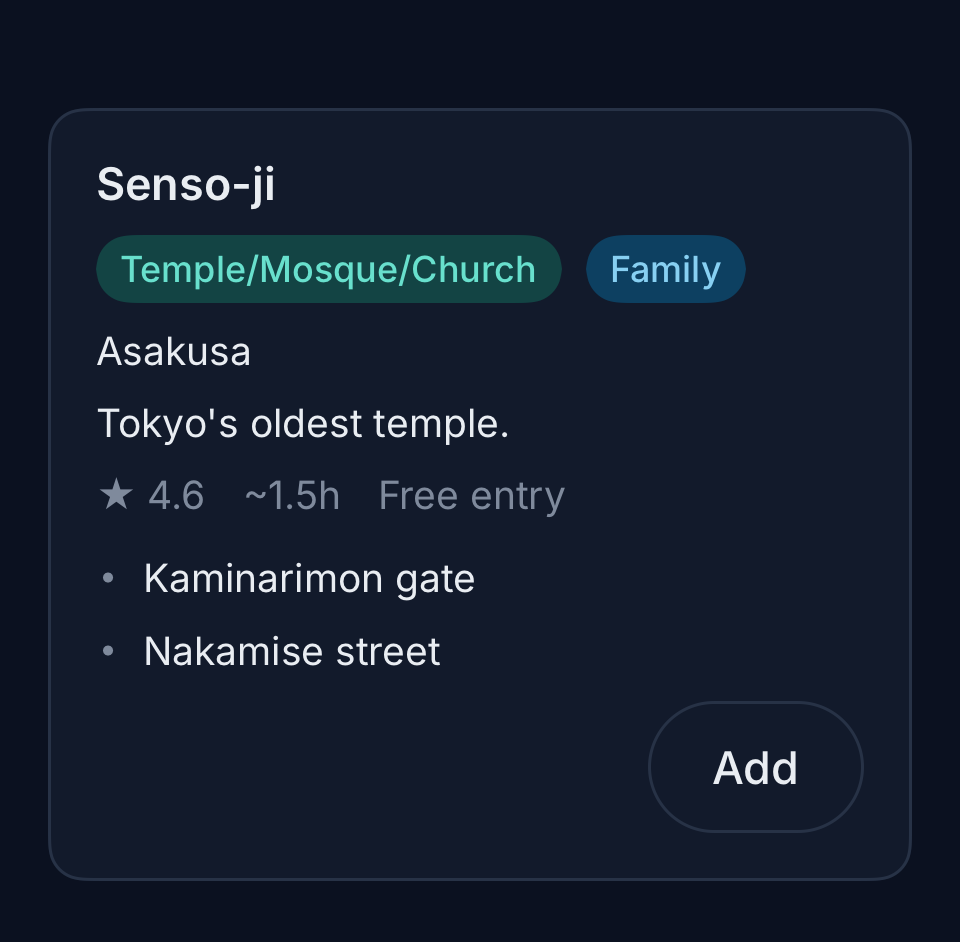 Senso-ji
Temple/Mosque/Church Family
Asakusa
Tokyo's oldest temple.
★ 4.6 ~1.5h Free entry
• Kaminarimon gate
• Nakamise street
Add